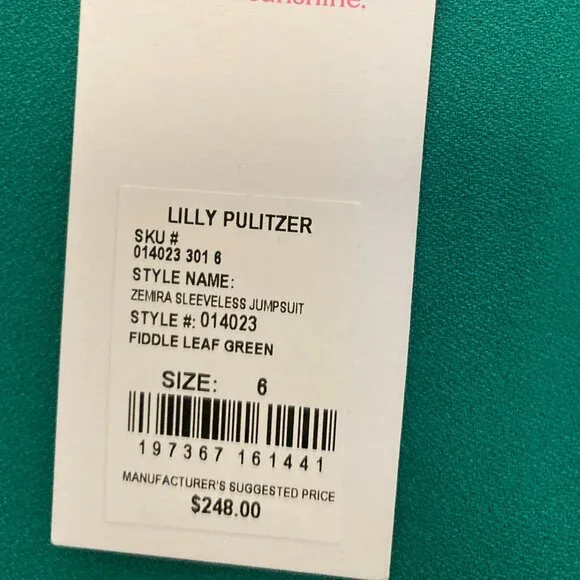 sunshine.
LILLY PULITZER
SKU #
014023 301 6
STYLE NAME:
ZEMIRA SLEEVELESS JUMPSUIT
STYLE #: 014023
FIDDLE LEAF GREEN
SIZE: 6
197367 161441
MANUFACTURER'S SUGGESTED PRICE
$248.00